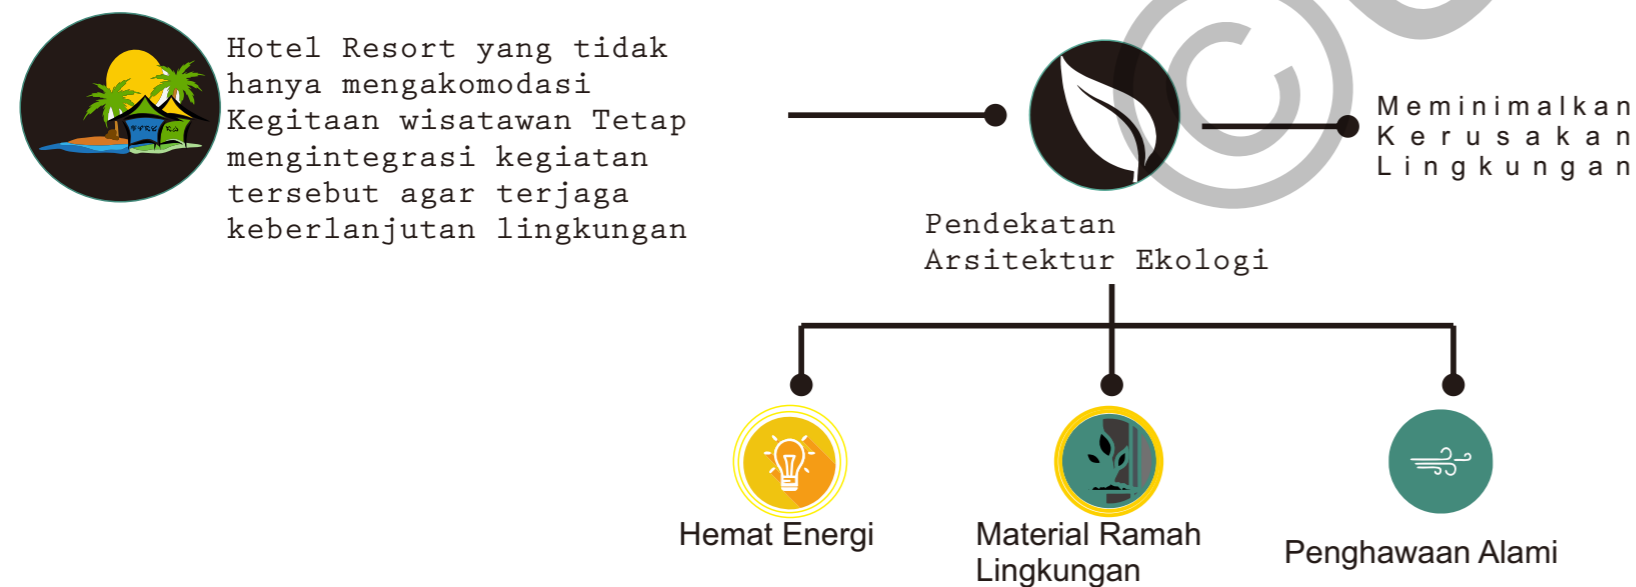 Hotel Resort yang tidak
hanya mengakomodasi
Kegitaan wisatawan Tetap
mengintegrasi kegiatan
tersebut agar terjaga
keberlanjutan lingkungan
Pendekatan
Arsitektur Ekologi
Meminimalkan
Kerusakan
Lingkungan
Hemat Energi
Material Ramah
Lingkungan
Penghawaan Alami